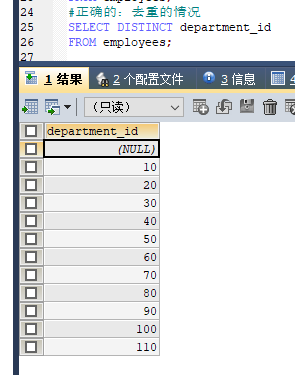 24 #正确的：去重的情况
25 SELECT DISTINCT department_id
26 FROM employees;
27
1 结果 2 个配置文件 3 信息 4
（只读）
department_id
(NULL)
10
20
30
40
50
60
70
80
90
100
110